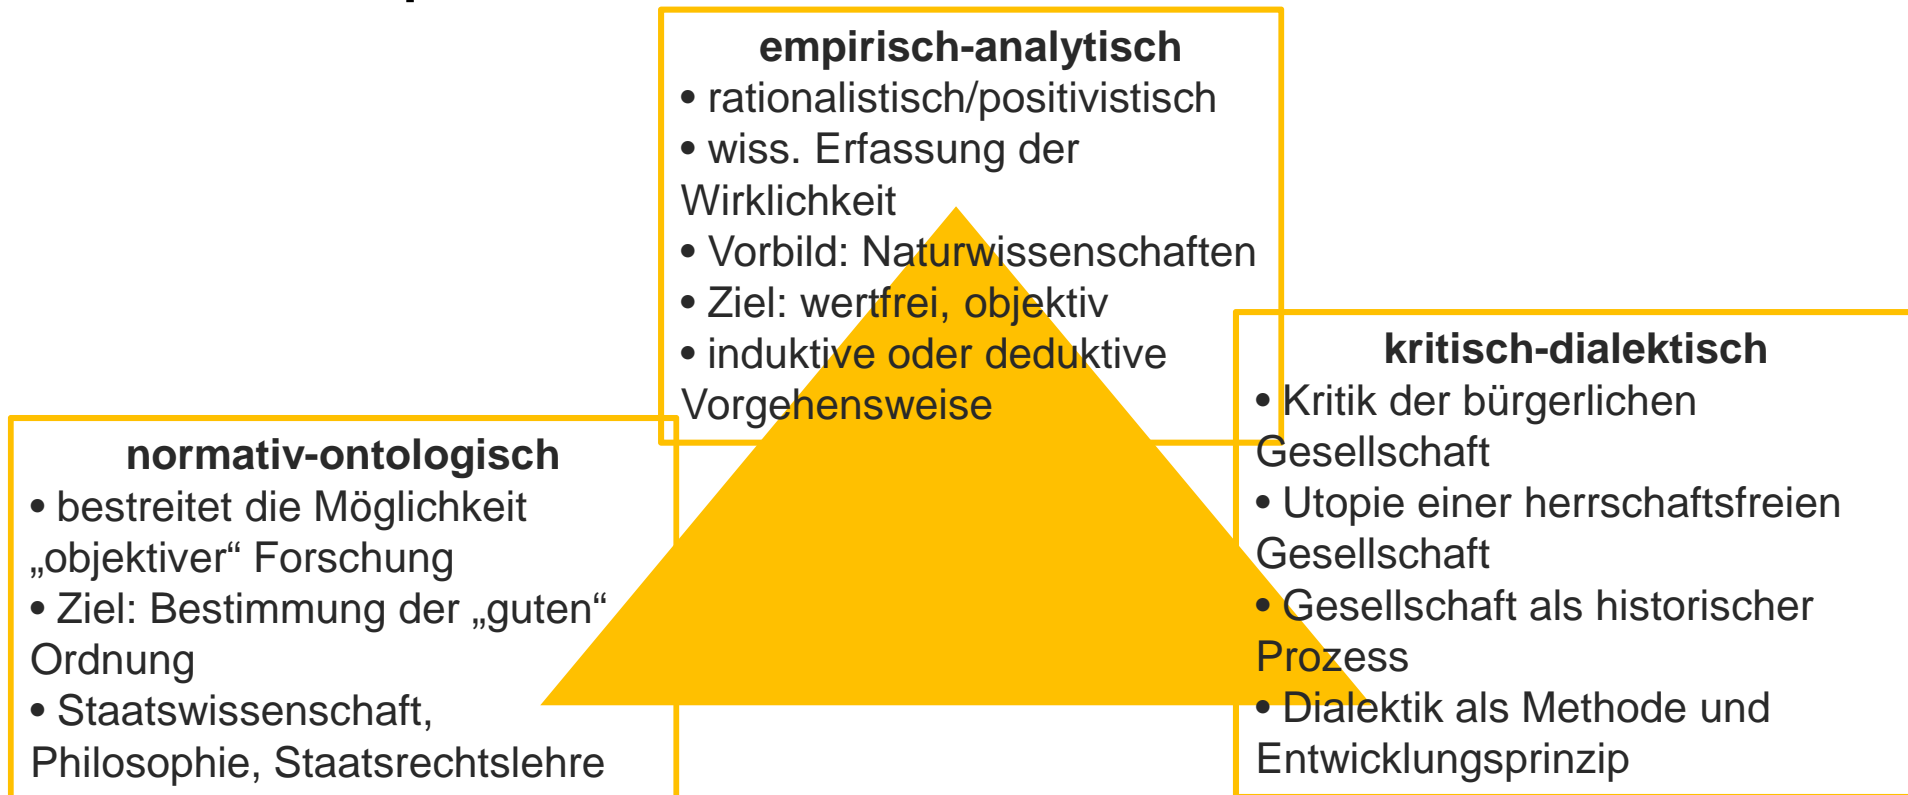 empirisch-analytisch
• rationalistisch/positivistisch
• wiss. Erfassung der
Wirklichkeit
• Vorbild: Naturwissenschaften
• Ziel: wertfrei, objektiv
• induktive oder deduktive
Vorgehensweise
normativ-ontologisch
• bestreitet die Möglichkeit
„objektiver“ Forschung
• Ziel: Bestimmung der „guten“
Ordnung
• Staatswissenschaft,
Philosophie, Staatsrechtslehre
kritisch-dialektisch
• Kritik der bürgerlichen
Gesellschaft
• Utopie einer herrschaftsfreien
Gesellschaft
• Gesellschaft als historischer
Prozess
• Dialektik als Methode und
Entwicklungsprinzip